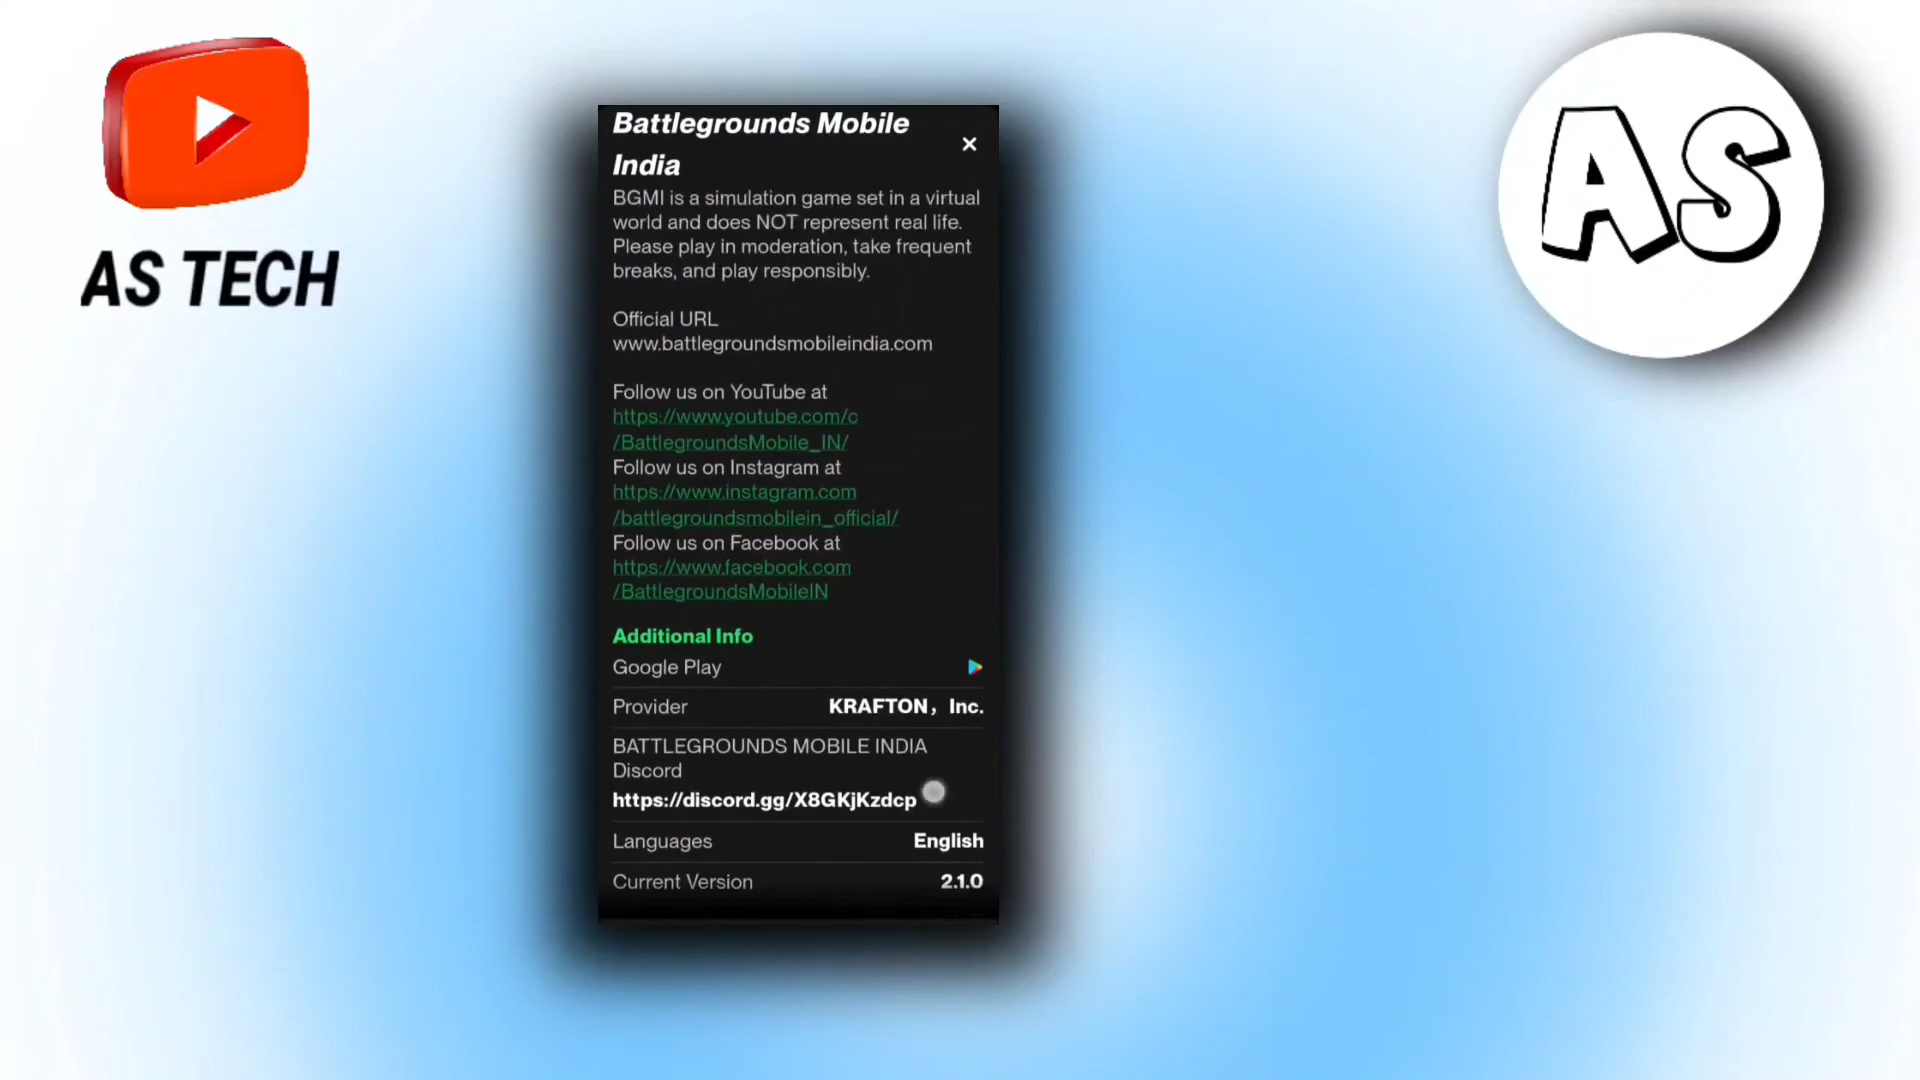 AS TECH
AS
Battlegrounds Mobile
India
BGMI is a simulation game set in a virtual
world and does NOT represent real life.
Please play in moderation, take frequent
breaks, and play responsibly.
Official URL
www.battlegroundsmobileindia.com
Follow us on YouTube at
https://www.youtube.com/c
/BattlegroundsMobile_IN/
Follow us on Instagram at
https://www.instagram.com
/battlegroundsmobilein_official/
Follow us on Facebook at
https://www.facebook.com
/BattlegroundsMobileIN
Additional Info
Google Play
Provider KRAFTON, Inc.
BATTLEGROUNDS MOBILE INDIA
Discord
https://discord.gg/X8GKjKzdcp
Languages English
Current Version 2.1.0